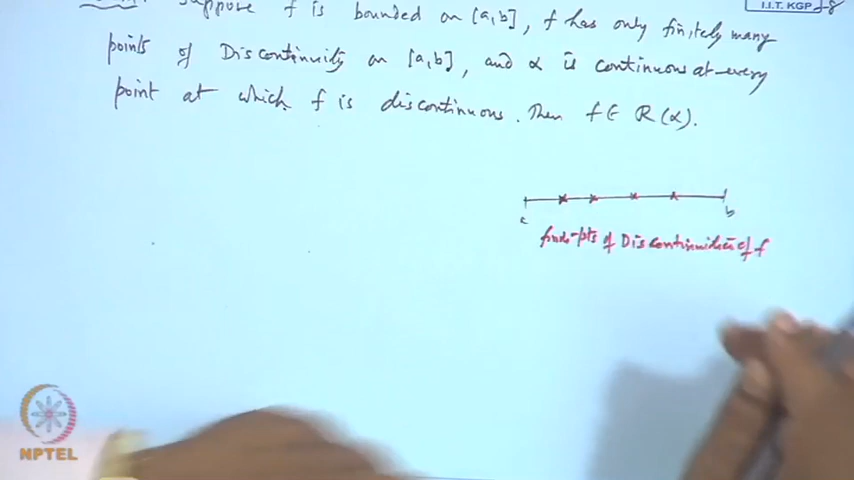 I.I.T. KGP
Suppose f is bounded on [a,b], f has only finitely many
points of Discontinuity on [a,b], and α is continuous at every
point at which f is discontinuous. Then f ∈ R(α).
a b
pts of Discontinuities of f
NPTEL